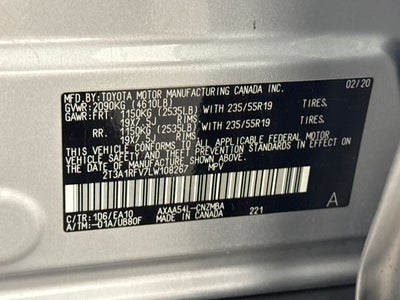 MFD.BY:TOYOTA MOTOR MANUFACTURING CANADA INC. 02/20
GVWR: 2090KG (4610LB)
GAWR:FRT. 1150KG (2535LB) WITH 235/55R19 TIRES.
19X7.5J RIMS
RR. 1150KG (2535LB) WITH 235/55R19 TIRES.
19X7.5J RIMS
THIS VEHICLE CONFORMS TO ALL APPLICABLE FEDERAL MOTOR
VEHICLE SAFETY AND BUMPER STANDARDS IN EFFECT ON THE DATE OF
MANUFACTURE SHOWN ABOVE.
2T3A1RFV7LW108267 MPV
C/TR: 1D6/EA10 AXAA54L-CNZMBA A
A/TM:-01A/UB80F MADE IN CANADA 221